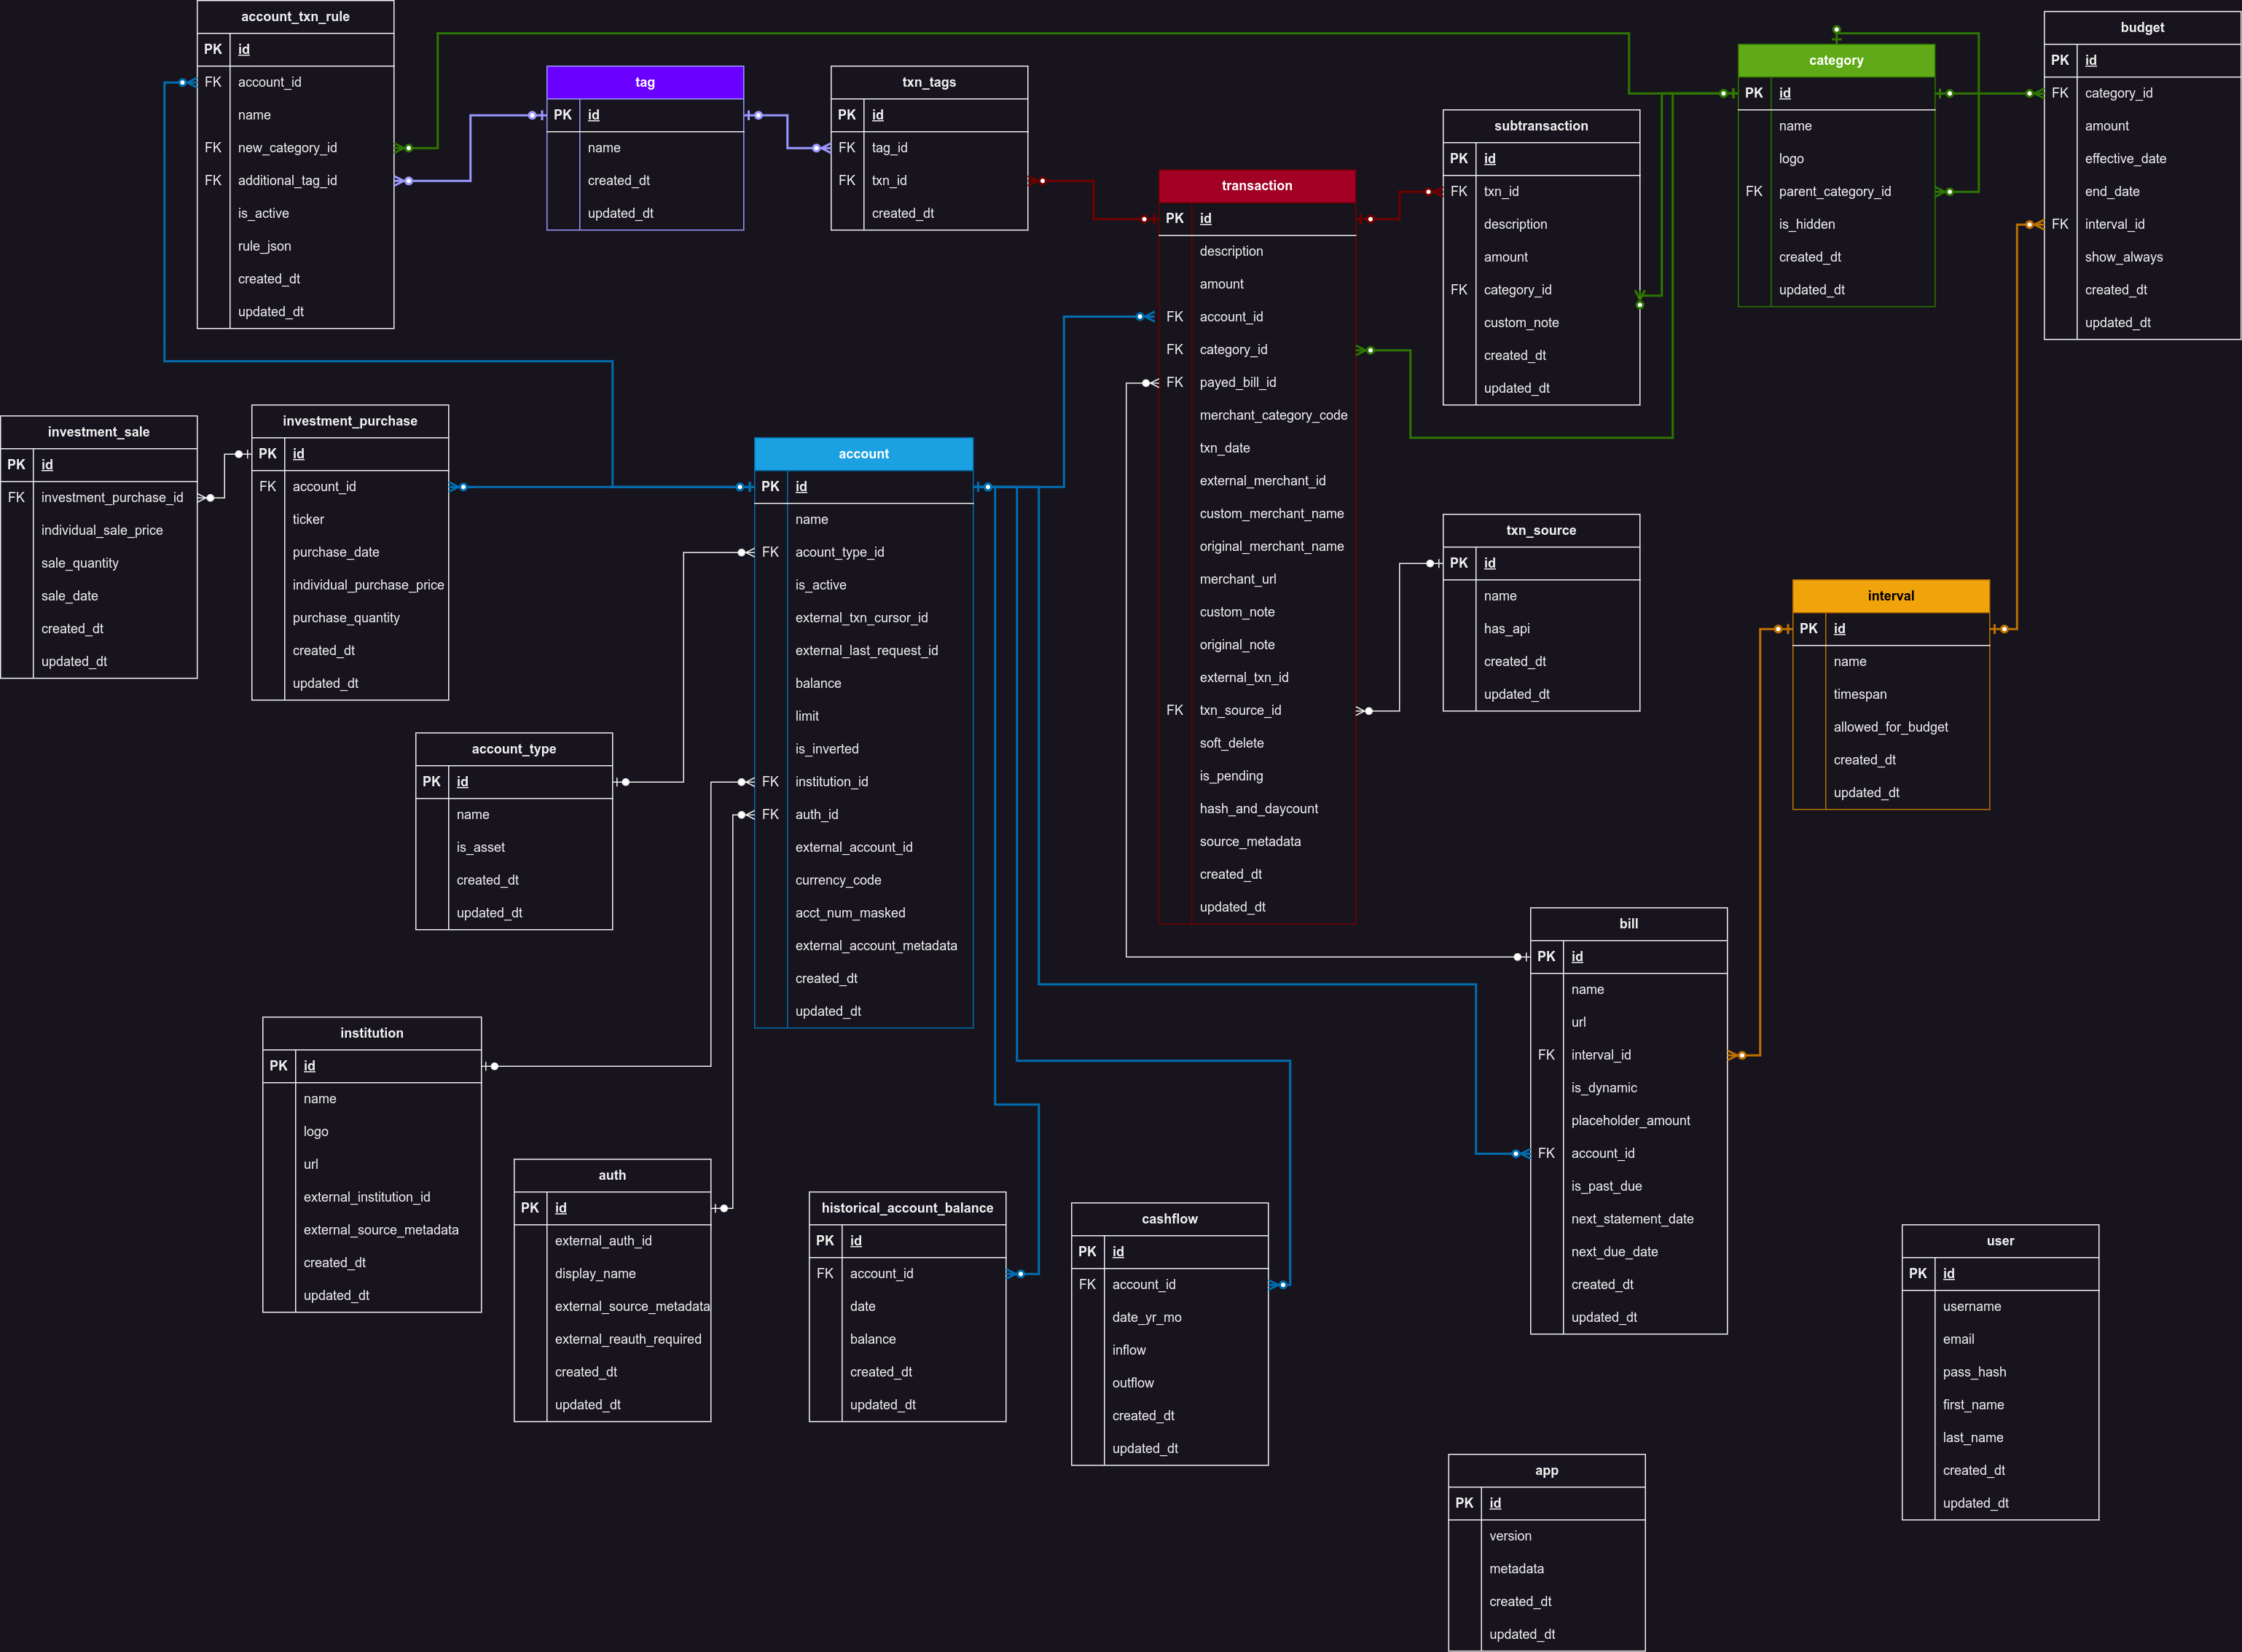 account_txn_rule
PK id
FK account_id
name
FK new_category_id
FK additional_tag_id
is_active
rule_json
created_dt
updated_dt
tag
PK id
name
created_dt
updated_dt
txn_tags
PK id
FK tag_id
FK txn_id
created_dt
transaction
PK id
description
amount
FK account_id
FK category_id
FK payed_bill_id
merchant_category_code
txn_date
external_merchant_id
custom_merchant_name
original_merchant_name
merchant_url
custom_note
original_note
external_txn_id
FK txn_source_id
soft_delete
is_pending
hash_and_daycount
source_metadata
created_dt
updated_dt
subtransaction
PK id
FK txn_id
description
amount
FK category_id
custom_note
created_dt
updated_dt
category
PK id
name
logo
FK parent_category_id
is_hidden
created_dt
updated_dt
budget
PK id
FK category_id
amount
effective_date
end_date
FK interval_id
show_always
created_dt
updated_dt
investment_sale
PK id
FK investment_purchase_id
individual_sale_price
sale_quantity
sale_date
created_dt
updated_dt
investment_purchase
PK id
FK account_id
ticker
purchase_date
individual_purchase_price
purchase_quantity
created_dt
updated_dt
account
PK id
name
FK acount_type_id
is_active
external_txn_cursor_id
external_last_request_id
balance
limit
is_inverted
FK institution_id
FK auth_id
external_account_id
currency_code
acct_num_masked
external_account_metadata
created_dt
updated_dt
txn_source
PK id
name
has_api
created_dt
updated_dt
interval
PK id
name
timespan
allowed_for_budget
created_dt
updated_dt
account_type
PK id
name
is_asset
created_dt
updated_dt
bill
PK id
name
url
FK interval_id
is_dynamic
placeholder_amount
FK account_id
is_past_due
next_statement_date
next_due_date
created_dt
updated_dt
institution
PK id
name
logo
url
external_institution_id
external_source_metadata
created_dt
updated_dt
auth
PK id
external_auth_id
display_name
external_source_metadata
external_reauth_required
created_dt
updated_dt
historical_account_balance
PK id
FK account_id
date
balance
created_dt
updated_dt
cashflow
PK id
FK account_id
date_yr_mo
inflow
outflow
created_dt
updated_dt
user
PK id
username
email
pass_hash
first_name
last_name
created_dt
updated_dt
app
PK id
version
metadata
created_dt
updated_dt